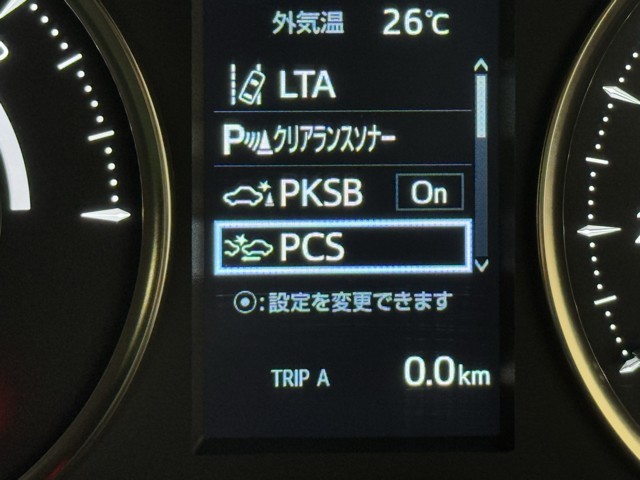 外気温 26℃
LTA
P クリアランスソナー
PKSB On
PCS
:設定を変更できます
TRIP A 0.0km